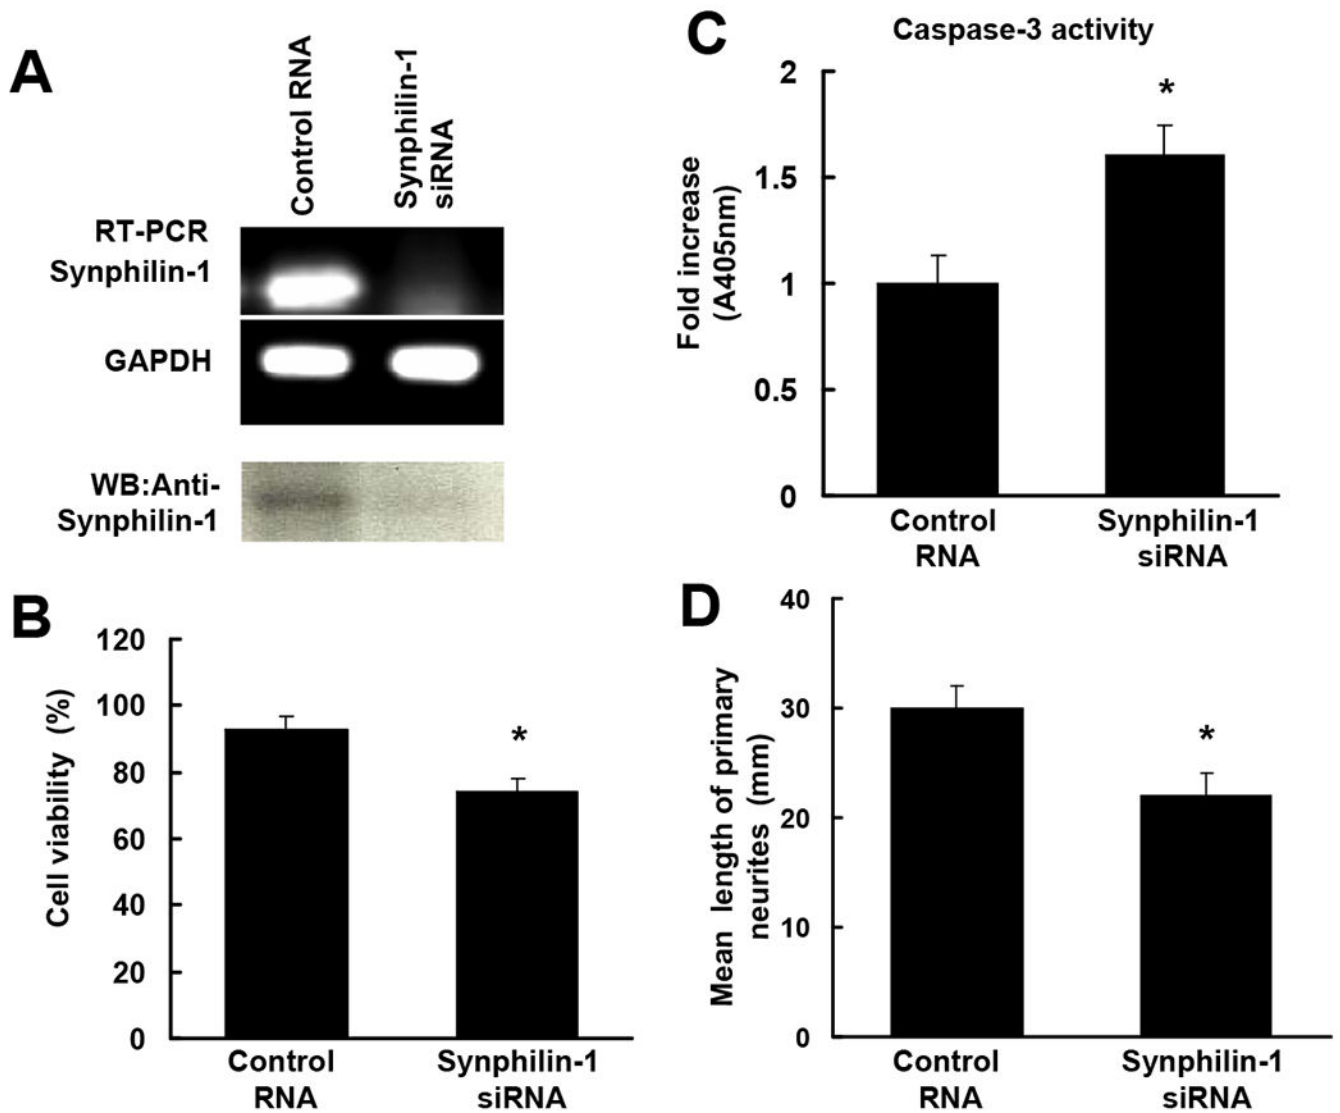 A
Control RNA
Synphilin-1
siRNA
RT-PCR
Synphilin-1
GAPDH
WB:Anti-
Synphilin-1
B
Cell viability (%)
120
100
80
60
40
20
0
*
Control
RNA
Synphilin-1
siRNA
C
Caspase-3 activity
Fold increase
(A405nm)
2
1.5
1
0.5
0
*
Control
RNA
Synphilin-1
siRNA
D
Mean length of primary
neurites (mm)
40
30
20
10
0
*
Control
RNA
Synphilin-1
siRNA